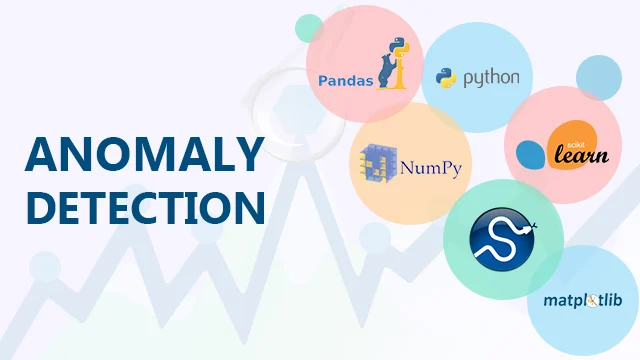 ANOMALY
DETECTION
Pandas
python
NumPy
scikit
learn
matplotlib